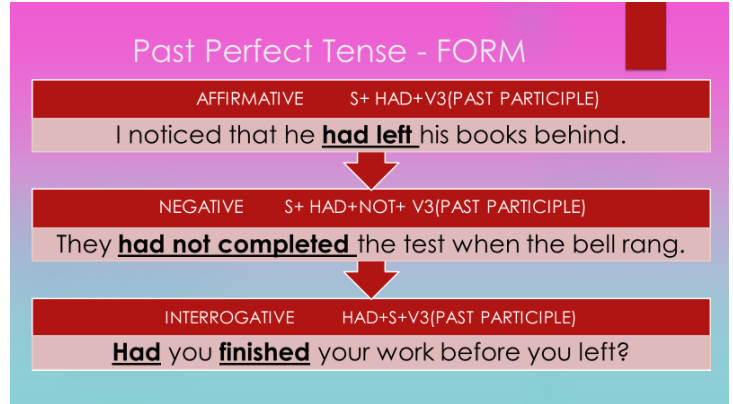 Past Perfect Tense - FORM
AFFIRMATIVE S+ HAD+V3(PAST PARTICIPLE)
I noticed that he had left his books behind.
NEGATIVE S+ HAD+NOT+ V3(PAST PARTICIPLE)
They had not completed the test when the bell rang.
INTERROGATIVE HAD+S+V3(PAST PARTICIPLE)
Had you finished your work before you left?